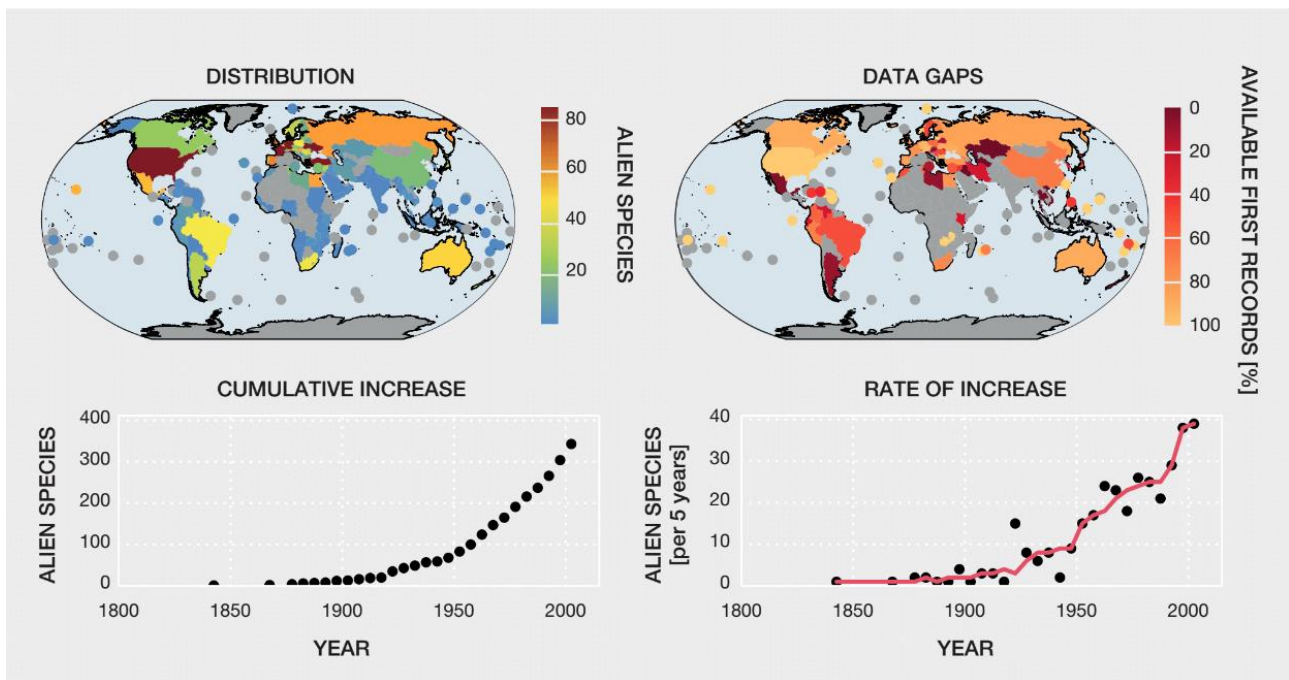 DISTRIBUTION
80
60
40
20
ALIEN SPECIES
DATA GAPS
0
20
40
60
80
100
AVAILABLE FIRST RECORDS [%]
CUMULATIVE INCREASE
ALIEN SPECIES
400
300
200
100
0
1800
1850
1900
1950
2000
YEAR
RATE OF INCREASE
ALIEN SPECIES
[per 5 years]
40
30
20
10
0
1800
1850
1900
1950
2000
YEAR